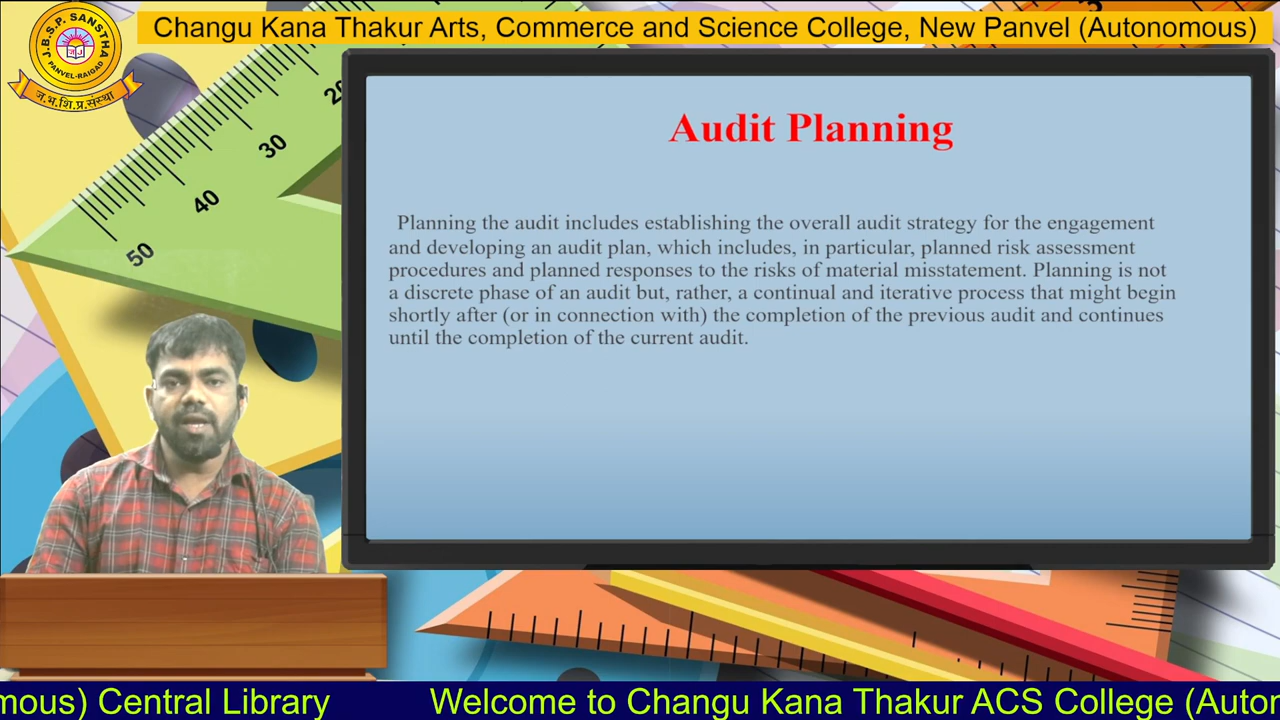 J.B.S.P. SANSTHA
PANVEL-RAIGAD
ज.भ.शि.प्र.संस्था
Changu Kana Thakur Arts, Commerce and Science College, New Panvel (Autonomous)
20
30
40
50
3
Audit Planning
Planning the audit includes establishing the overall audit strategy for the engagement
and developing an audit plan, which includes, in particular, planned risk assessment
procedures and planned responses to the risks of material misstatement. Planning is not
a discrete phase of an audit but, rather, a continual and iterative process that might begin
shortly after (or in connection with) the completion of the previous audit and continues
until the completion of the current audit.
mous) Central Library Welcome to Changu Kana Thakur ACS College (Auton